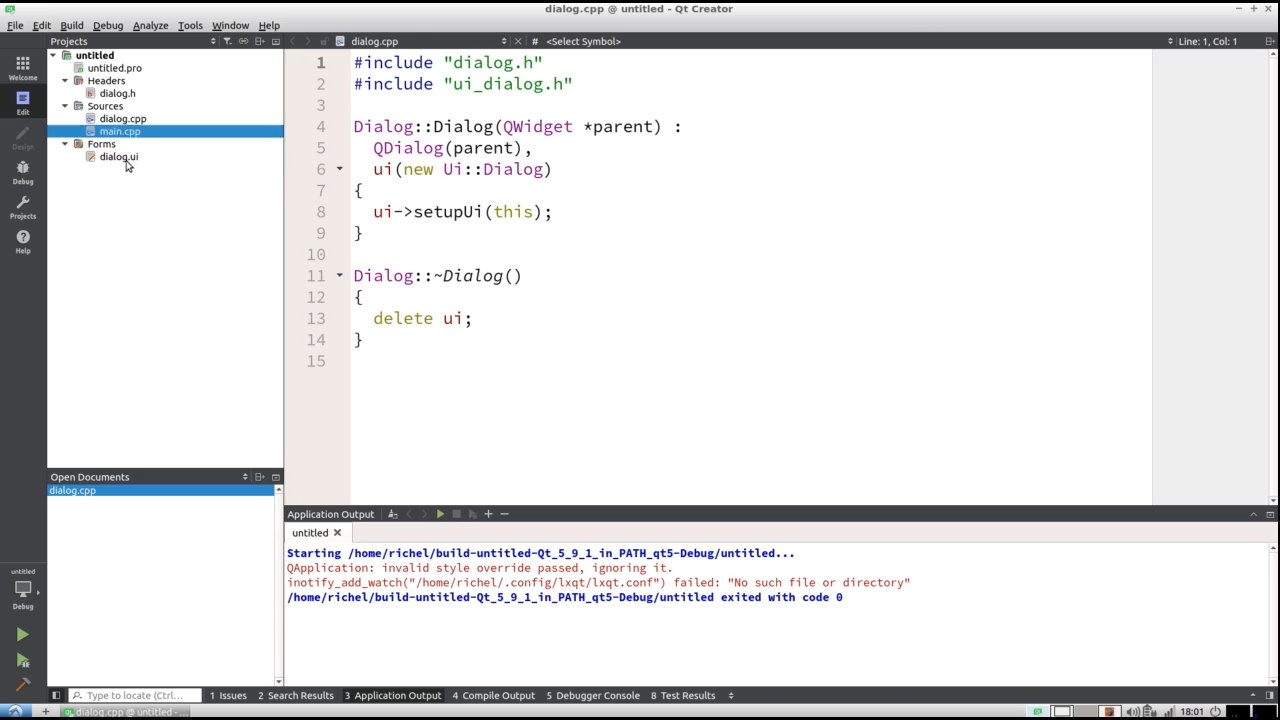 dialog.cpp @ untitled - Qt Creator
File Edit Build Debug Analyze Tools Window Help
Projects
dialog.cpp
# <Select Symbol>
Line: 1, Col: 1
Welcome
Edit
Design
Debug
Projects
Help
untitled
untitled.pro
Headers
dialog.h
Sources
dialog.cpp
main.cpp
Forms
dialog.ui
1 #include "dialog.h"
2 #include "ui_dialog.h"
3
4 Dialog::Dialog(QWidget *parent) :
5 QDialog(parent),
6 ui(new Ui::Dialog)
7 {
8 ui->setupUi(this);
9 }
10
11 Dialog::~Dialog()
12 {
13 delete ui;
14 }
15
Open Documents
dialog.cpp
Application Output
untitled
Starting /home/richel/build-untitled-Qt_5_9_1_in_PATH_qt5-Debug/untitled...
QApplication: invalid style override passed, ignoring it.
inotify_add_watch("/home/richel/.config/lxqt/lxqt.conf") failed: "No such file or directory"
/home/richel/build-untitled-Qt_5_9_1_in_PATH_qt5-Debug/untitled exited with code 0
untitled
Debug
Type to locate (Ctrl...
1 Issues 2 Search Results 3 Application Output 4 Compile Output 5 Debugger Console 8 Test Results
dialog.cpp @ untitled -...
18:01